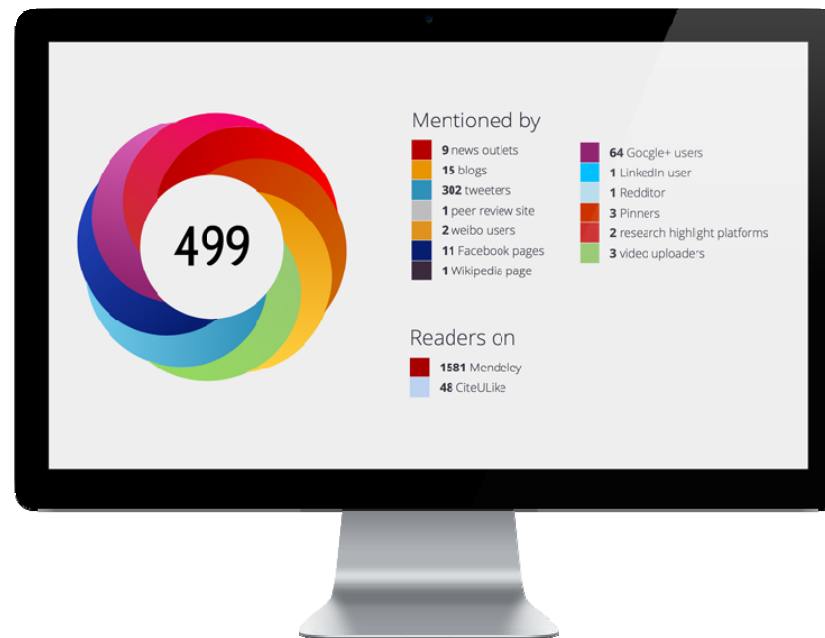 499
Mentioned by
9 news outlets
15 blogs
302 tweeters
1 peer review site
2 weibo users
11 Facebook pages
1 Wikipedia page
64 Google+ users
1 LinkedIn user
1 Redditor
3 Pinners
2 research highlight platforms
3 video uploaders
Readers on
1581 Mendeley
48 CiteULike